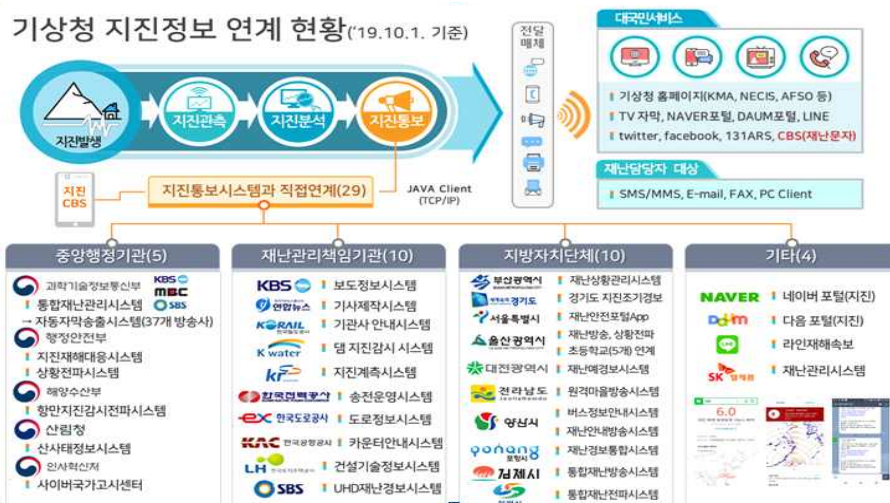 기상청 지진정보 연계 현황('19.10.1. 기준)
지진발생
지진관측
지진분석
지진통보
전달
매체
대국민서비스
기상청 홈페이지(KMA, NECIS, AFSO 등)
TV 자막, NAVER포털, DAUM포털, LINE
twitter, facebook, 131ARS, CBS(재난문자)
재난담당자 대상
SMS/MMS, E-mail, FAX, PC Client
지진
CBS
지진통보시스템과 직접연계(29)
JAVA Client
(TCP/IP)
중앙행정기관(5)
과학기술정보통신부 KBS MBC SBS
통합재난관리시스템
→ 자동자막송출시스템(37개 방송사)
행정안전부
지진재해대응시스템
상황전파시스템
해양수산부
항만지진감시전파시스템
산림청
산사태정보시스템
인사혁신처
사이버국가고시센터
재난관리책임기관(10)
KBS 보도정보시스템
연합뉴스 기사제작시스템
KORAIL 기관사 안내시스템
K water 댐 지진감시 시스템
kr 지진계측시스템
한국전력공사 송전운영시스템
ex 한국도로공사 도로정보시스템
KAC 한국공항공사 카운터안내시스템
LH 한국토지주택공사 건설기술정보시스템
SBS UHD재난경보시스템
지방자치단체(10)
부산광역시 재난상황관리시스템
경기도 경기도 지진조기경보
서울특별시 재난안전포털App
울산광역시 재난방송, 상황전파
초등학교(5개) 연계
대전광역시 재난예경보시스템
전라남도 원격마을방송시스템
양산시 버스정보안내시스템
재난안내방송시스템
포항시 재난경보통합시스템
김제시 통합재난방송시스템
통합재난전파시스템
기타(4)
NAVER 네이버 포털(지진)
Daum 다음 포털(지진)
LINE 라인재해속보
SK 텔레콤 재난관리시스템
6.0